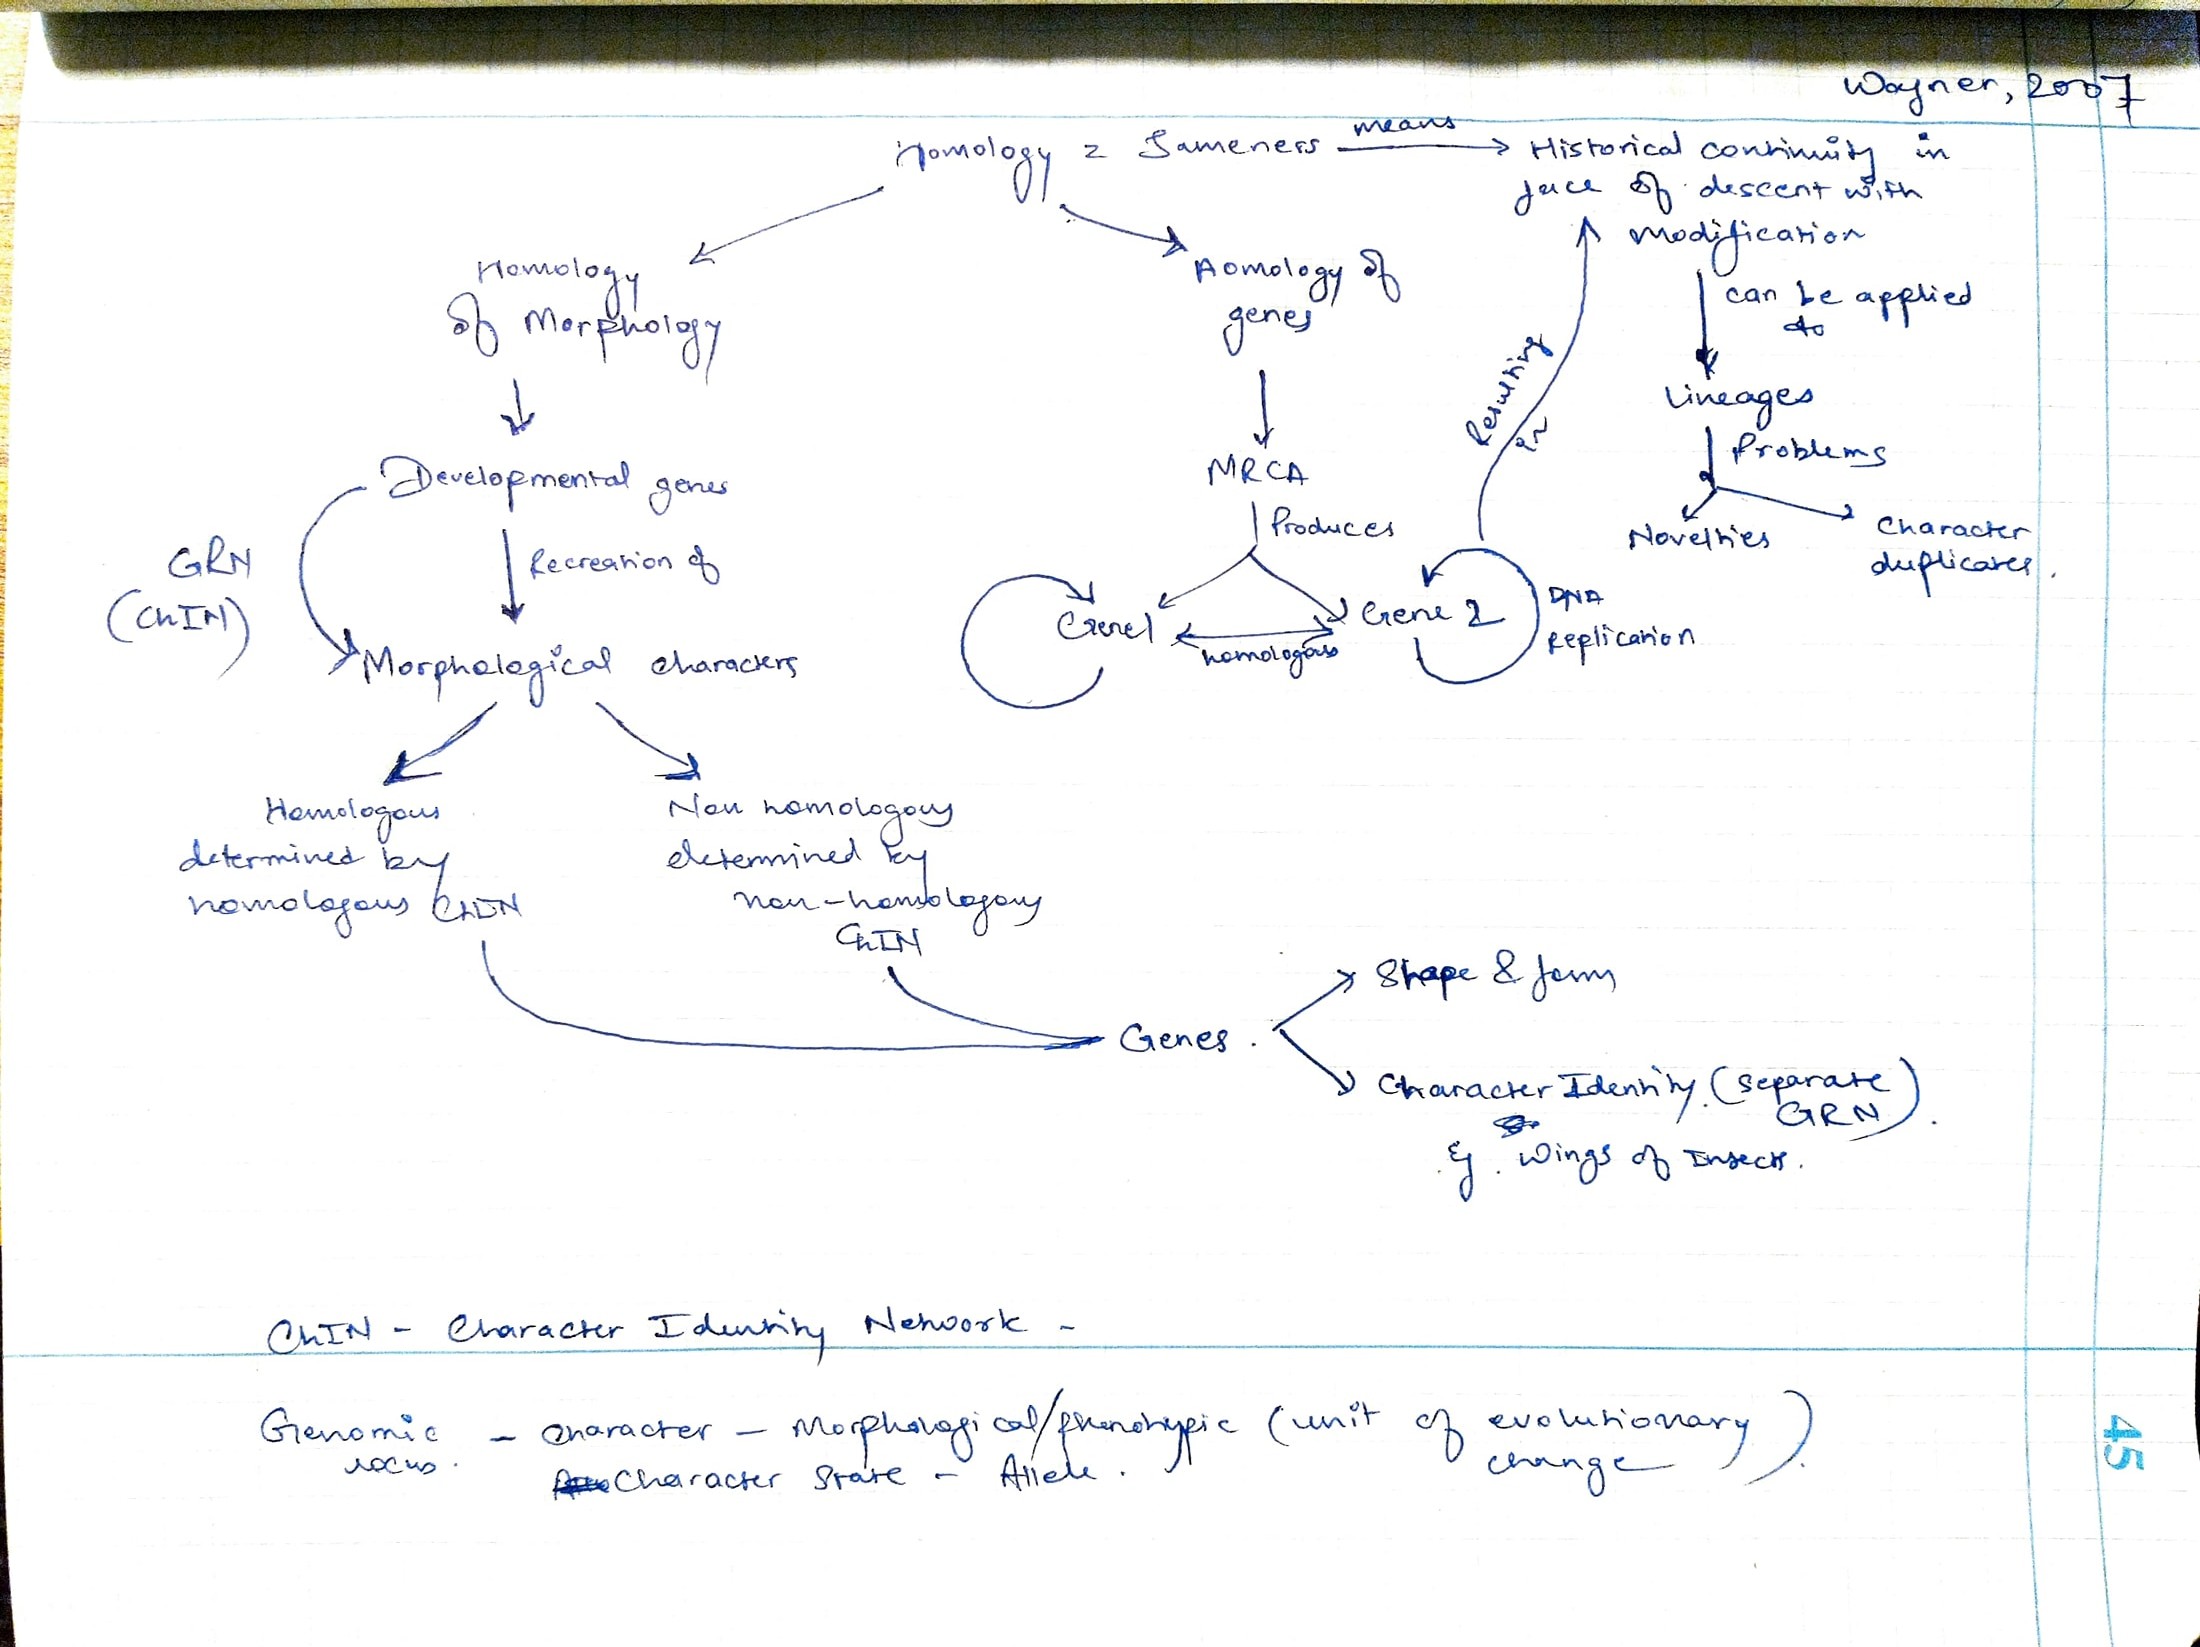 Wagner, 2007
Homology = Sameness means Historical continuity in
face of descent with
modification
Homology
of Morphology
Homology of
genes
can be applied
to
Resulting
in
Lineages
Problems
Novelties
Character
duplicates.
Developmental genes
MRCA
Produces
GRN
(ChIN)
Recreation of
Gene 1
homologous
Gene 2
DNA
replication
Morphological characters
Homologous
determined by
homologous ChIN
Non homologous
determined by
non-homologous
ChIN
Genes.
Shape & form
Character Identity. (Separate
GRN).
Eg. Wings of Insects.
ChIN - Character Identity Network -
Genomic - Character - Morphological/phenotypic (unit of evolutionary
locus. Character State - Allele. change).
45